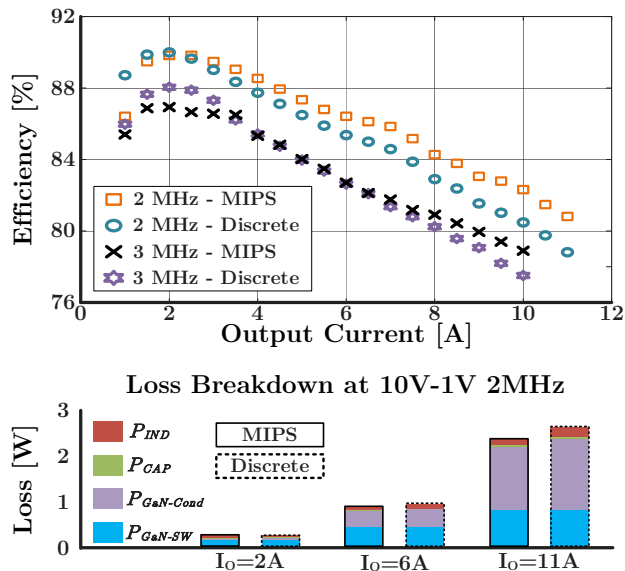 92
88
84
80
76
Efficiency [%]
2 MHz - MIPS
2 MHz - Discrete
3 MHz - MIPS
3 MHz - Discrete
0 2 4 6 8 10 12
Output Current [A]
Loss Breakdown at 10V-1V 2MHz
3
2
1
0
Loss [W]
P_IND
P_CAP
P_GaN-Cond
P_GaN-SW
MIPS
Discrete
I_O=2A I_O=6A I_O=11A